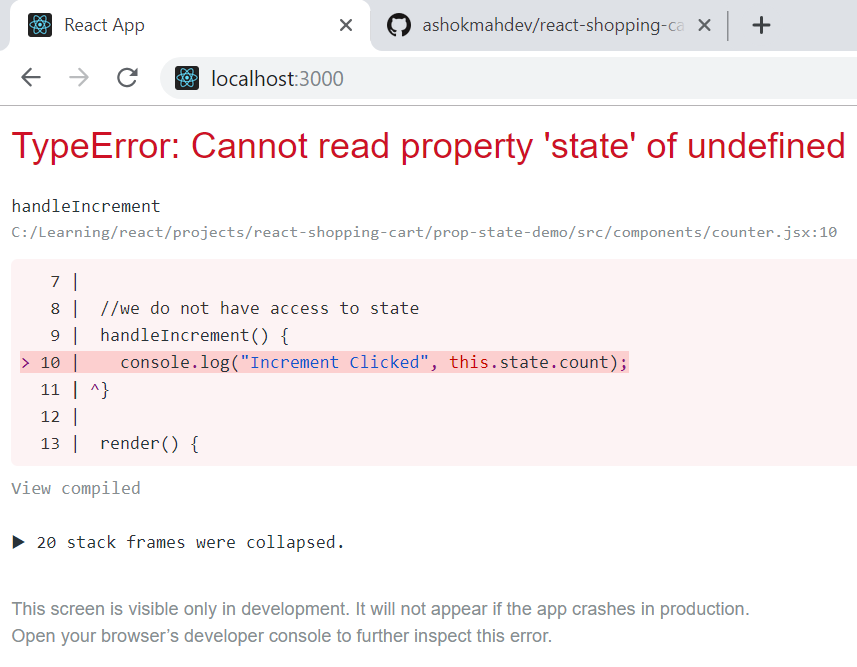 React App
ashokmahdev/react-shopping-ca
localhost:3000
TypeError: Cannot read property 'state' of undefined
handleIncrement
C:/Learning/react/projects/react-shopping-cart/prop-state-demo/src/components/counter.jsx:10
7 |
8 |  //we do not have access to state
9 |  handleIncrement() {
> 10 |    console.log("Increment Clicked", this.state.count);
11 | ^}
12 |
13 |  render() {
View compiled
▶ 20 stack frames were collapsed.
This screen is visible only in development. It will not appear if the app crashes in production.
Open your browser’s developer console to further inspect this error.